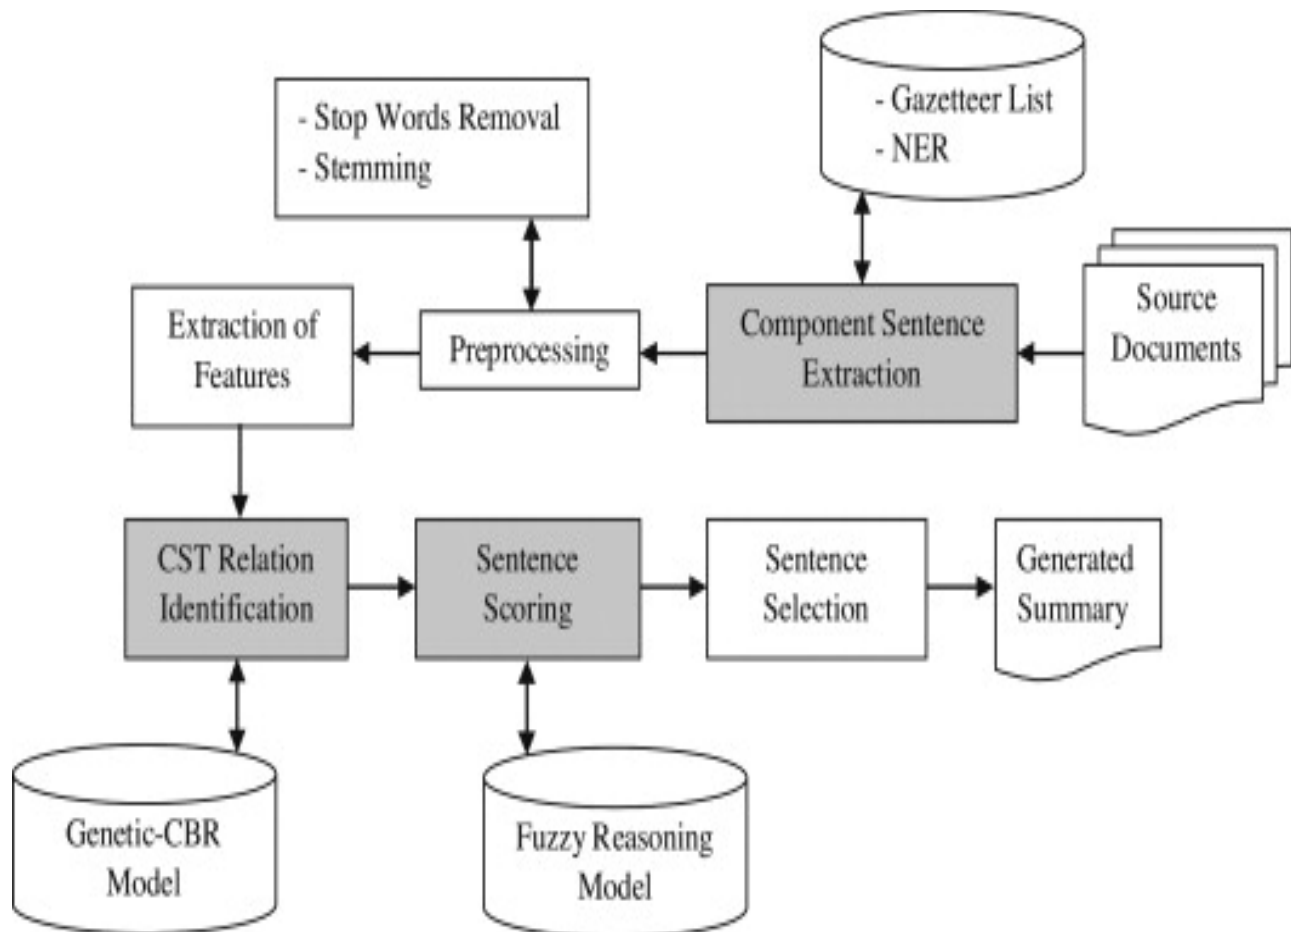 - Gazetteer List
- NER
- Stop Words Removal
- Stemming
Source
Documents
Component Sentence
Extraction
Preprocessing
Extraction of
Features
CST Relation
Identification
Sentence
Scoring
Sentence
Selection
Generated
Summary
Genetic-CBR
Model
Fuzzy Reasoning
Model